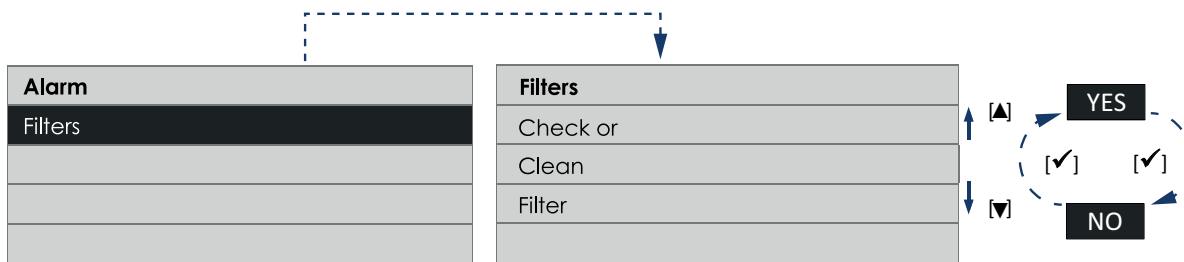 Alarm
Filters
Filters
Check or
Clean
Filter
[▲]
[▼]
YES
[✔] [✔]
NO